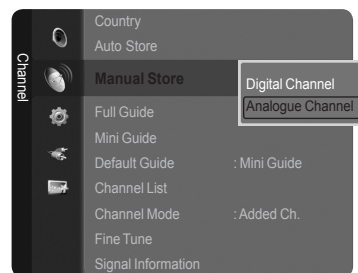 Channel
Country
Auto Store
Manual Store
Digital Channel
Analogue Channel
Full Guide
Mini Guide
Default Guide : Mini Guide
Channel List
Channel Mode : Added Ch.
Fine Tune
Signal Information